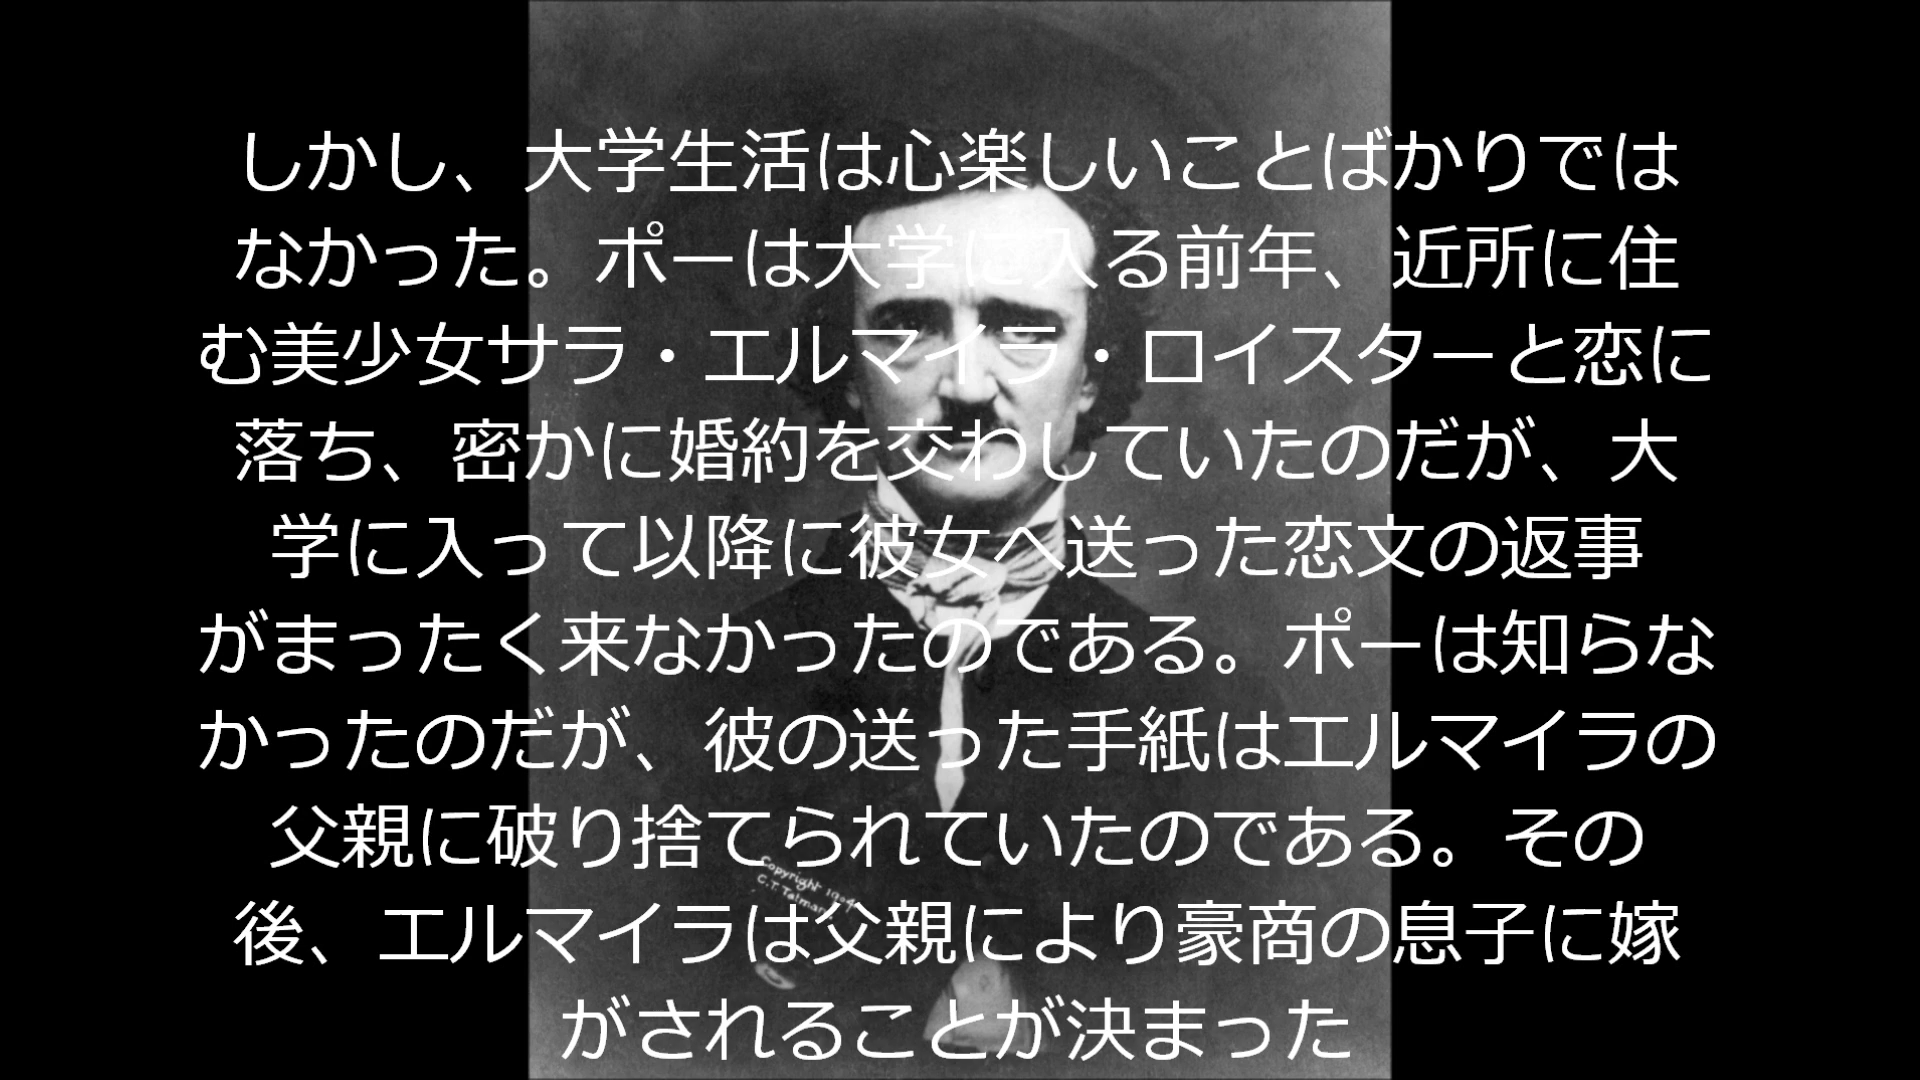 しかし、大学生活は心楽しいことばかりでは
なかった。ポーは大学に入る前年、近所に住
む美少女サラ・エルマイラ・ロイスターと恋に
落ち、密かに婚約を交わしていたのだが、大
学に入って以降に彼女へ送った恋文の返事
がまったく来なかったのである。ポーは知らな
かったのだが、彼の送った手紙はエルマイラの
父親に破り捨てられていたのである。その
後、エルマイラは父親により豪商の息子に嫁
がされることが決まった
Copyright 1904
C.T. Tatman